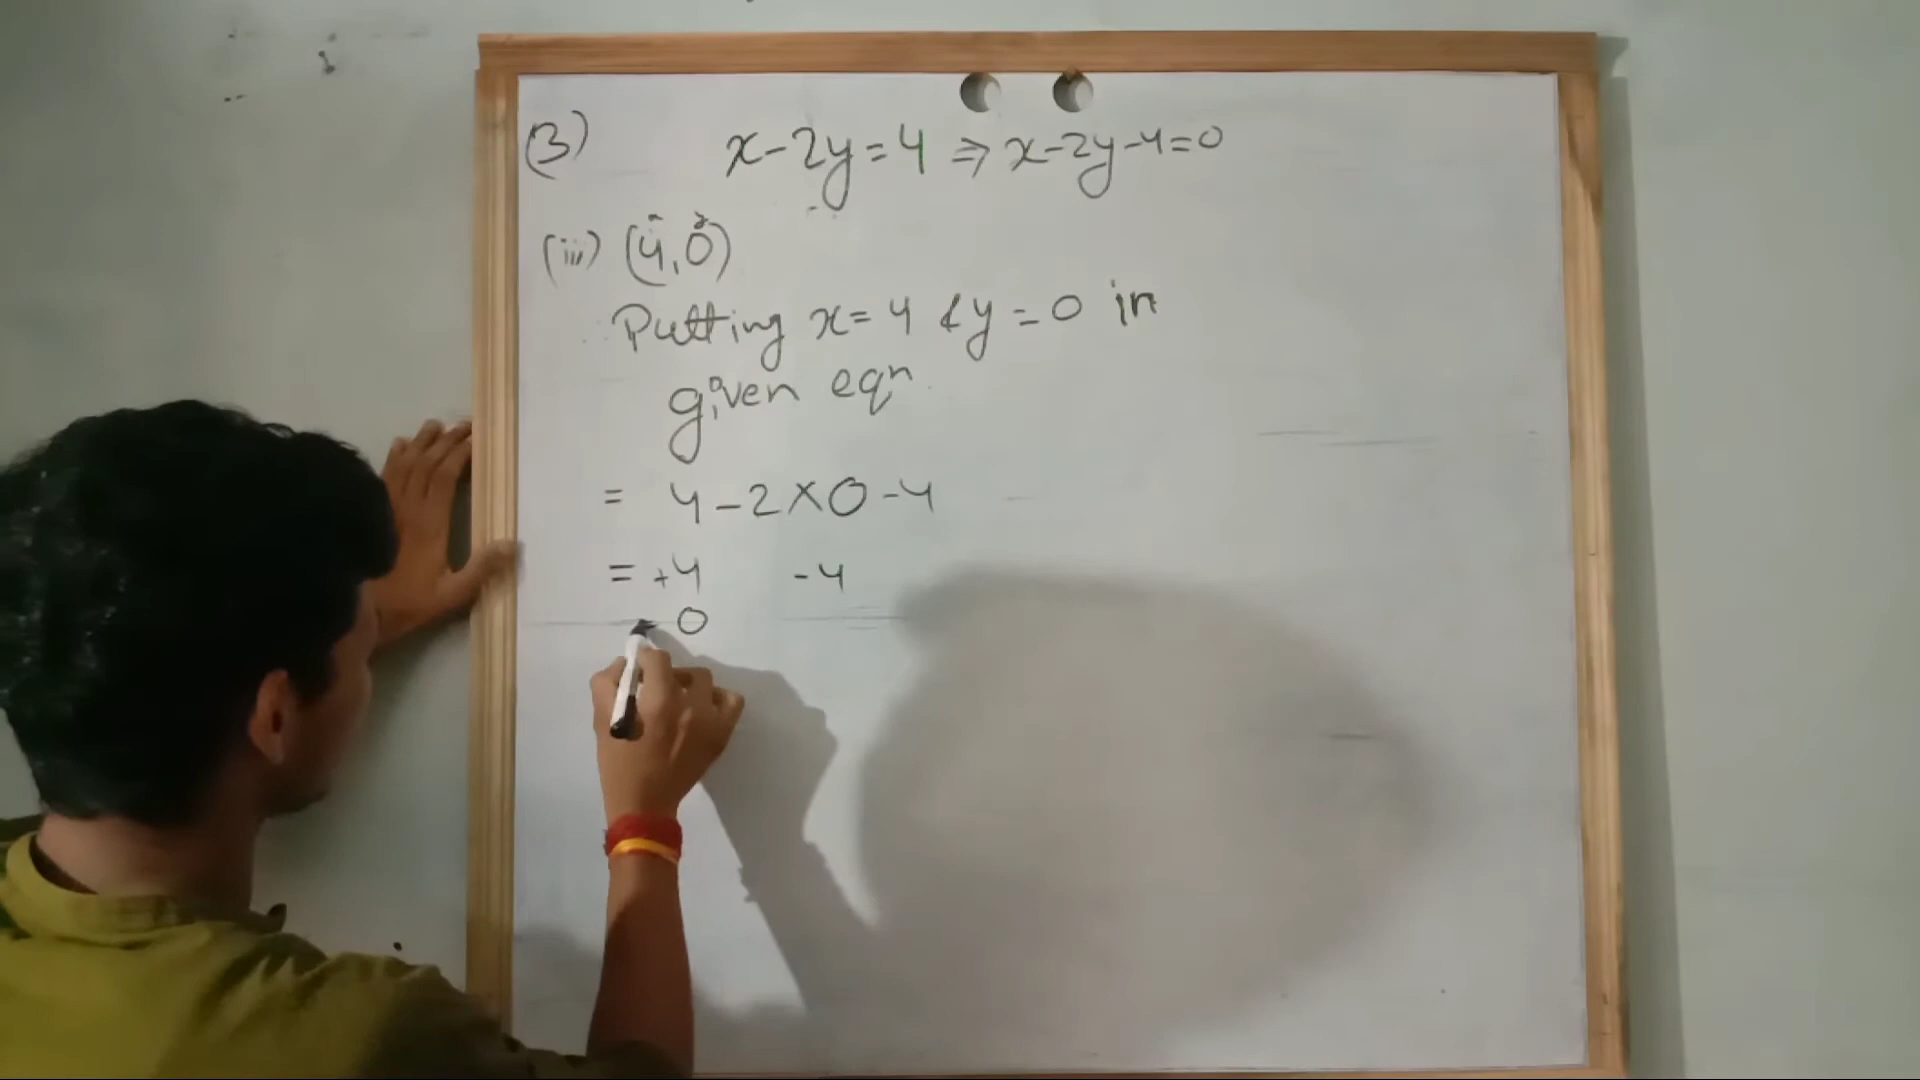 (3) x-2y=4 ⇒ x-2y-4=0
(iii) (4,0)
Putting x=4 & y=0 in
given eqn
= 4-2×0-4
= +4 -4
= 0